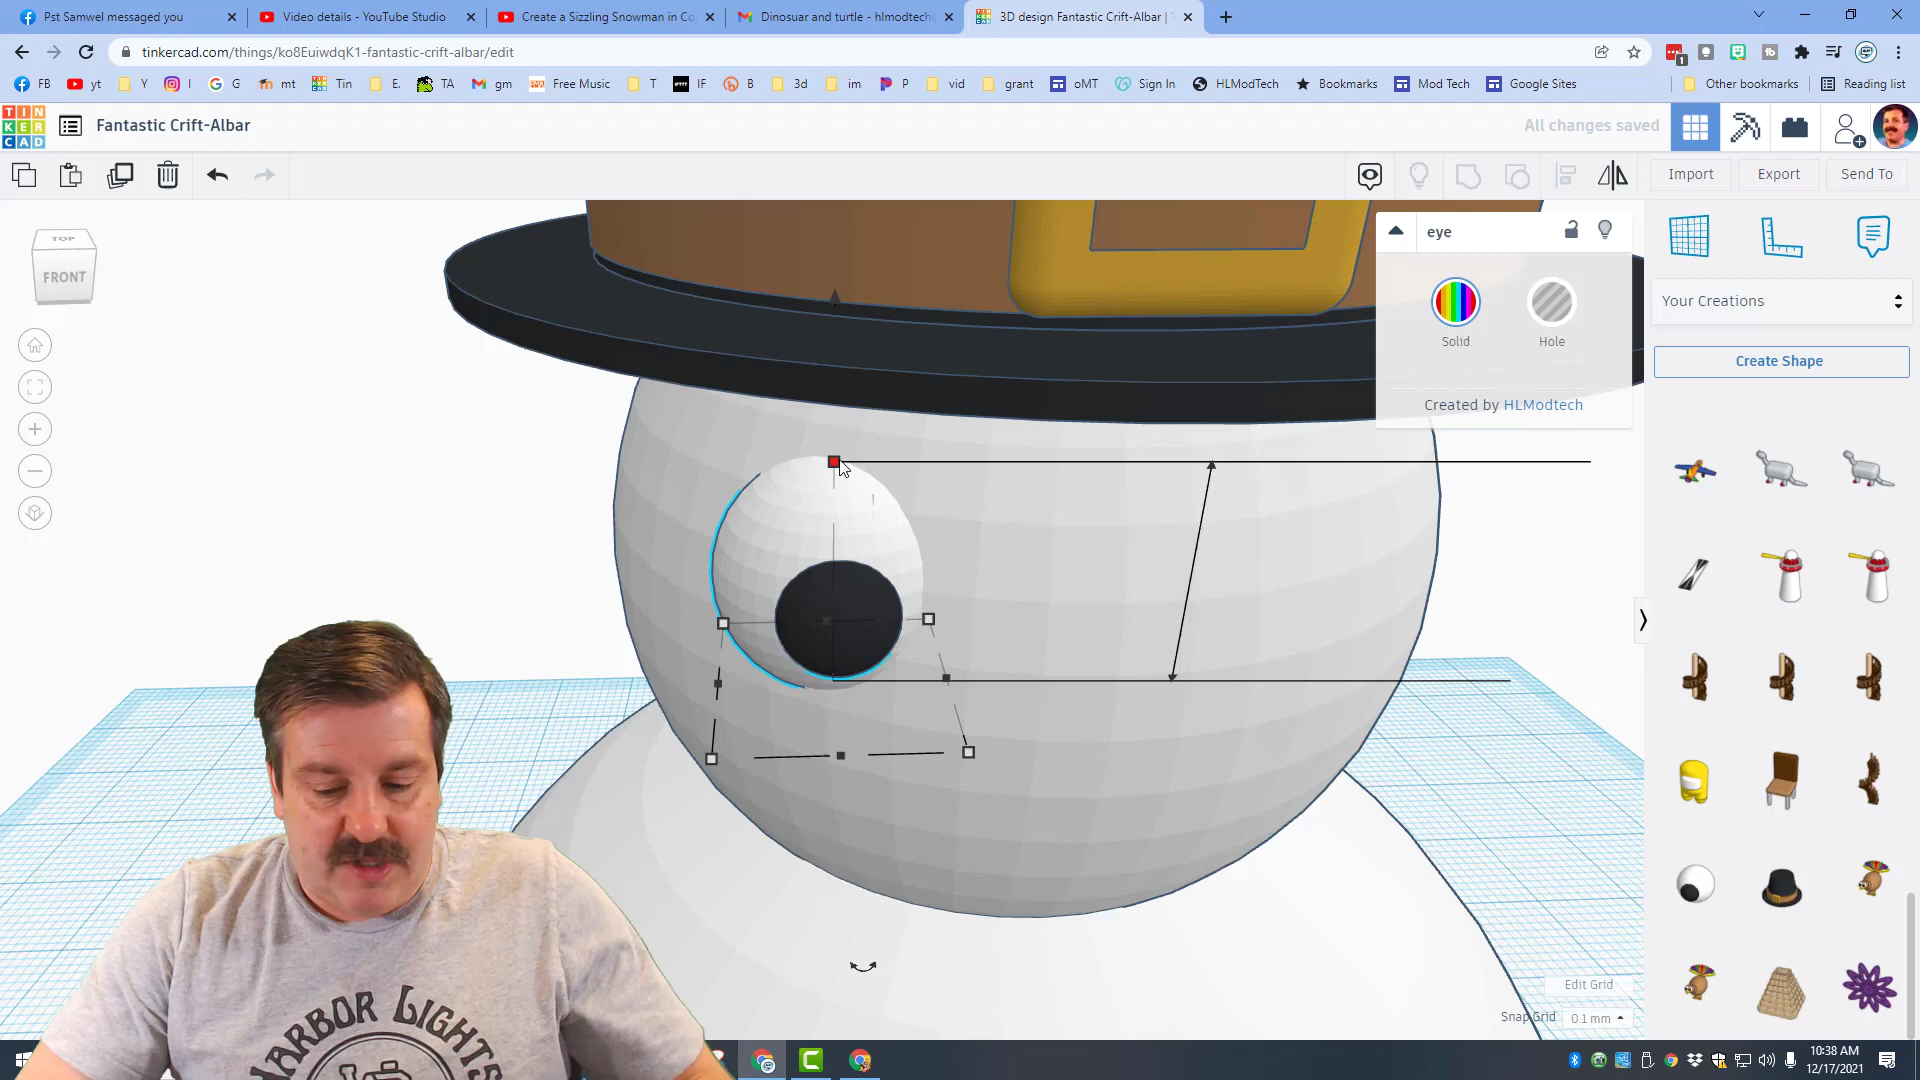 Pst Samwel messaged you
Video details - YouTube Studio
Create a Sizzling Snowman in Co
Dinosuar and turtle - hlmodtech@
3D design Fantastic Crift-Albar | T
tinkercad.com/things/ko8EuiwdqK1-fantastic-crift-albar/edit
1
FB
yt
Y
I
G
mt
Tin
E.
TA
gm
Free Music
T
IF
B
3d
im
P
vid
grant
oMT
Sign In
HLModTech
Bookmarks
Mod Tech
Google Sites
Other bookmarks
Reading list
TIN
KER
CAD
Fantastic Crift-Albar
All changes saved
Import
Export
Send To
TOP
FRONT
eye
Solid
Hole
Created by HLModtech
Your Creations
Create Shape
Edit Grid
Snap Grid
0.1 mm
HARBOR LIGHTS
10:38 AM
12/17/2021